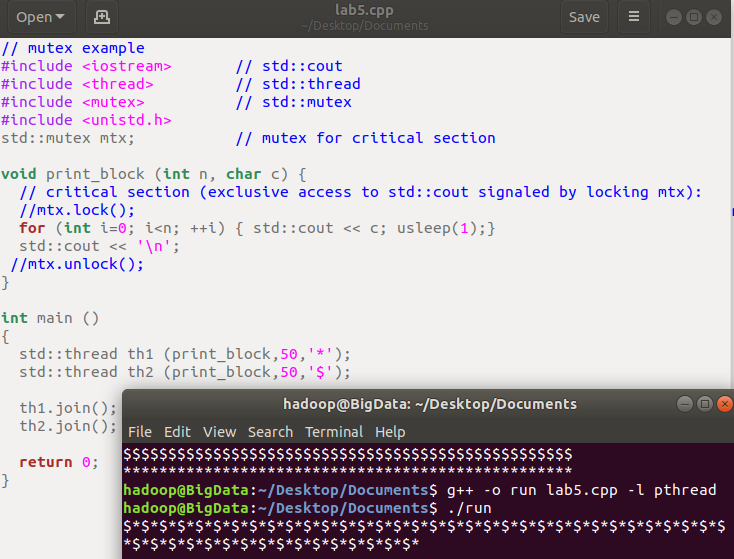 Open
lab5.cpp
~/Desktop/Documents
Save
// mutex example
#include <iostream> // std::cout
#include <thread> // std::thread
#include <mutex> // std::mutex
#include <unistd.h>
std::mutex mtx; // mutex for critical section
void print_block (int n, char c) {
// critical section (exclusive access to std::cout signaled by locking mtx):
//mtx.lock();
for (int i=0; i<n; ++i) { std::cout << c; usleep(1);}
std::cout << '\n';
//mtx.unlock();
}
int main ()
{
std::thread th1 (print_block,50,'*');
std::thread th2 (print_block,50,'$');
th1.join();
th2.join();
return 0;
}
hadoop@BigData: ~/Desktop/Documents
File Edit View Search Terminal Help
$$$$$$$$$$$$$$$$$$$$$$$$$$$$$$$$$$$$$$$$$$$$$$$$$$
**************************************************
hadoop@BigData:~/Desktop/Documents$ g++ -o run lab5.cpp -l pthread
hadoop@BigData:~/Desktop/Documents$ ./run
$*$*$*$*$*$*$*$*$*$*$*$*$*$*$*$*$*$*$*$*$*$*$*$*$*$*$*$*$*$*$*$*$*$
*$*$*$*$*$*$*$*$*$*$*$*$*$*$*$*$*